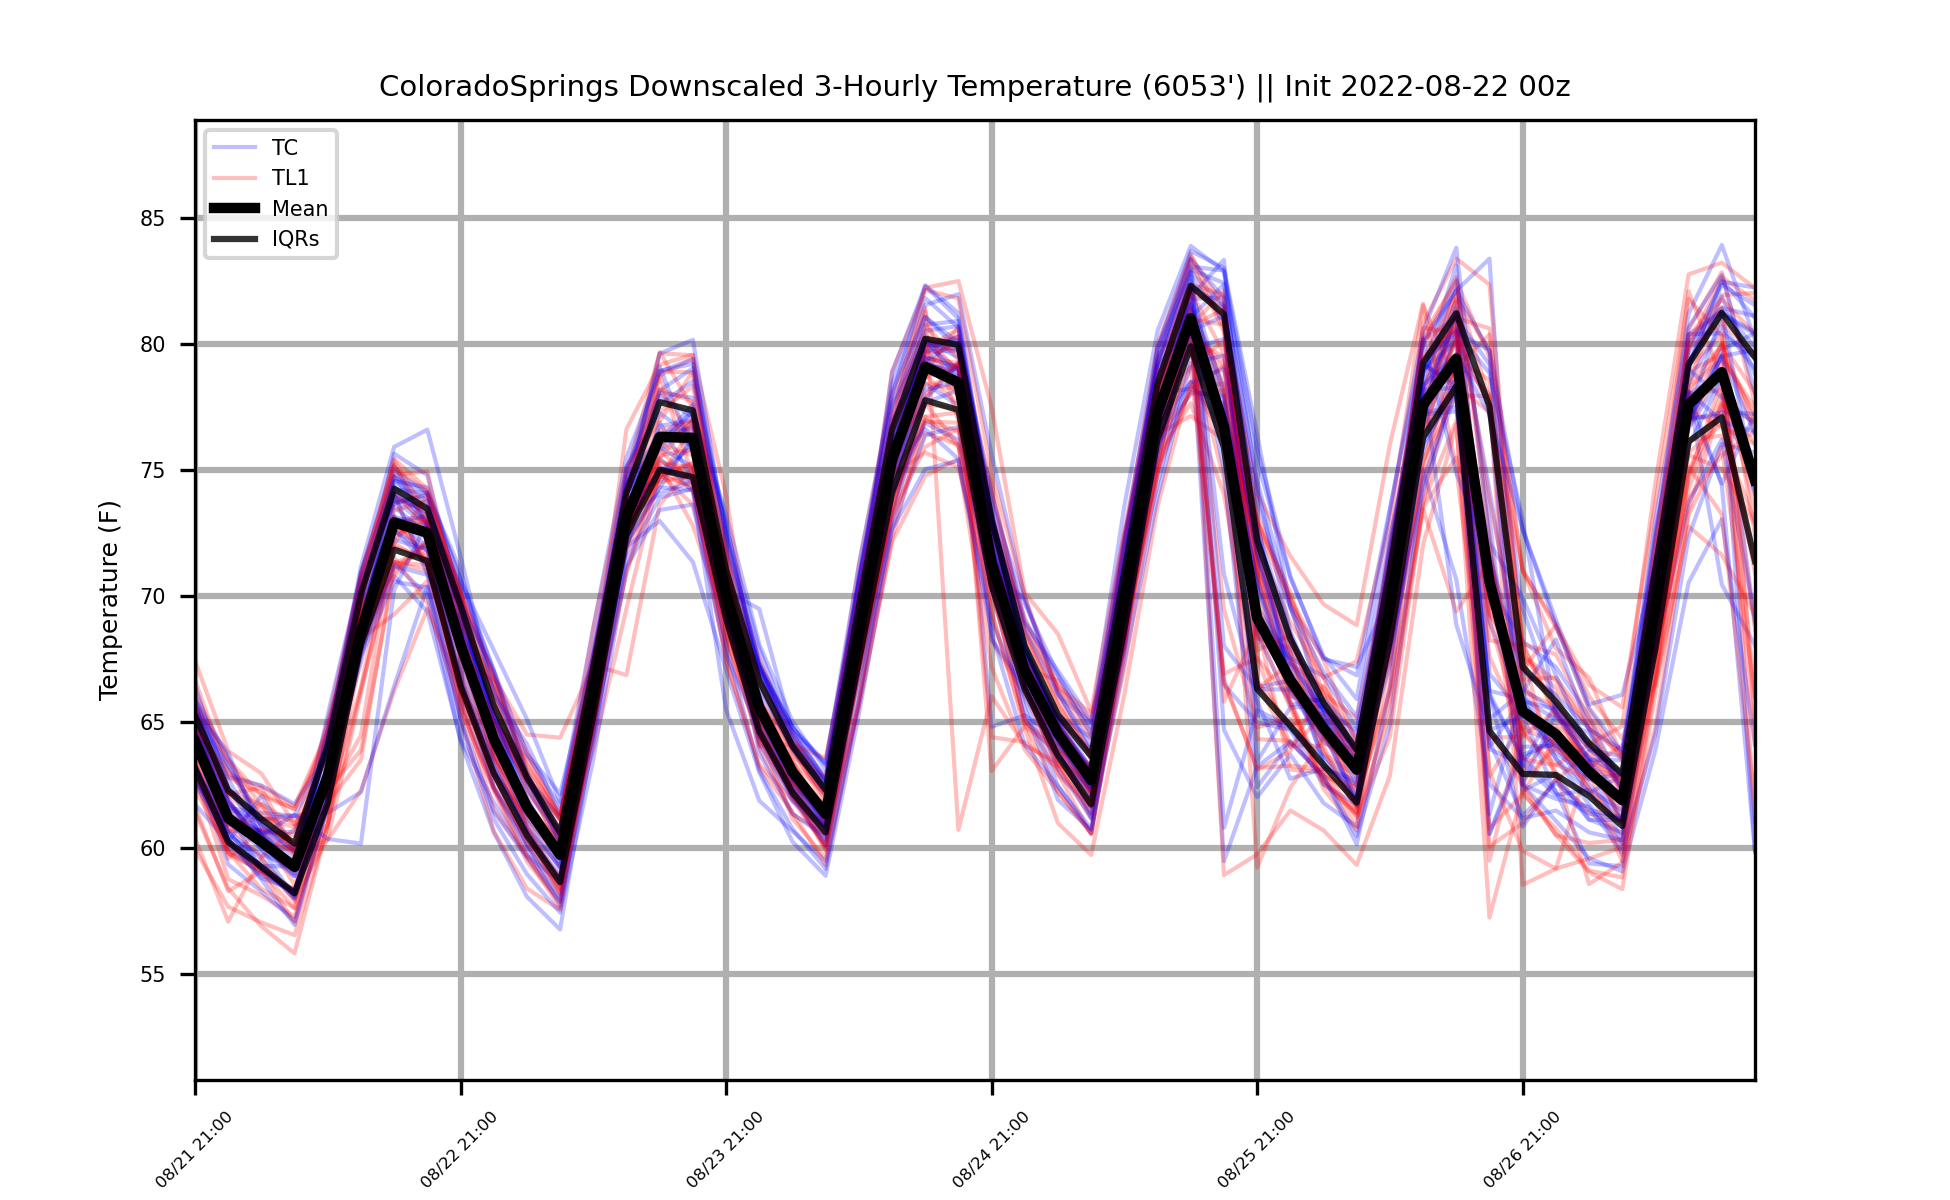 ColoradoSprings Downscaled 3-Hourly Temperature (6053') || Init 2022-08-22 00z
TC
TL1
Mean
IQRs
Temperature (F)
85
80
75
70
65
60
55
08/21 21:00
08/22 21:00
08/23 21:00
08/24 21:00
08/25 21:00
08/26 21:00